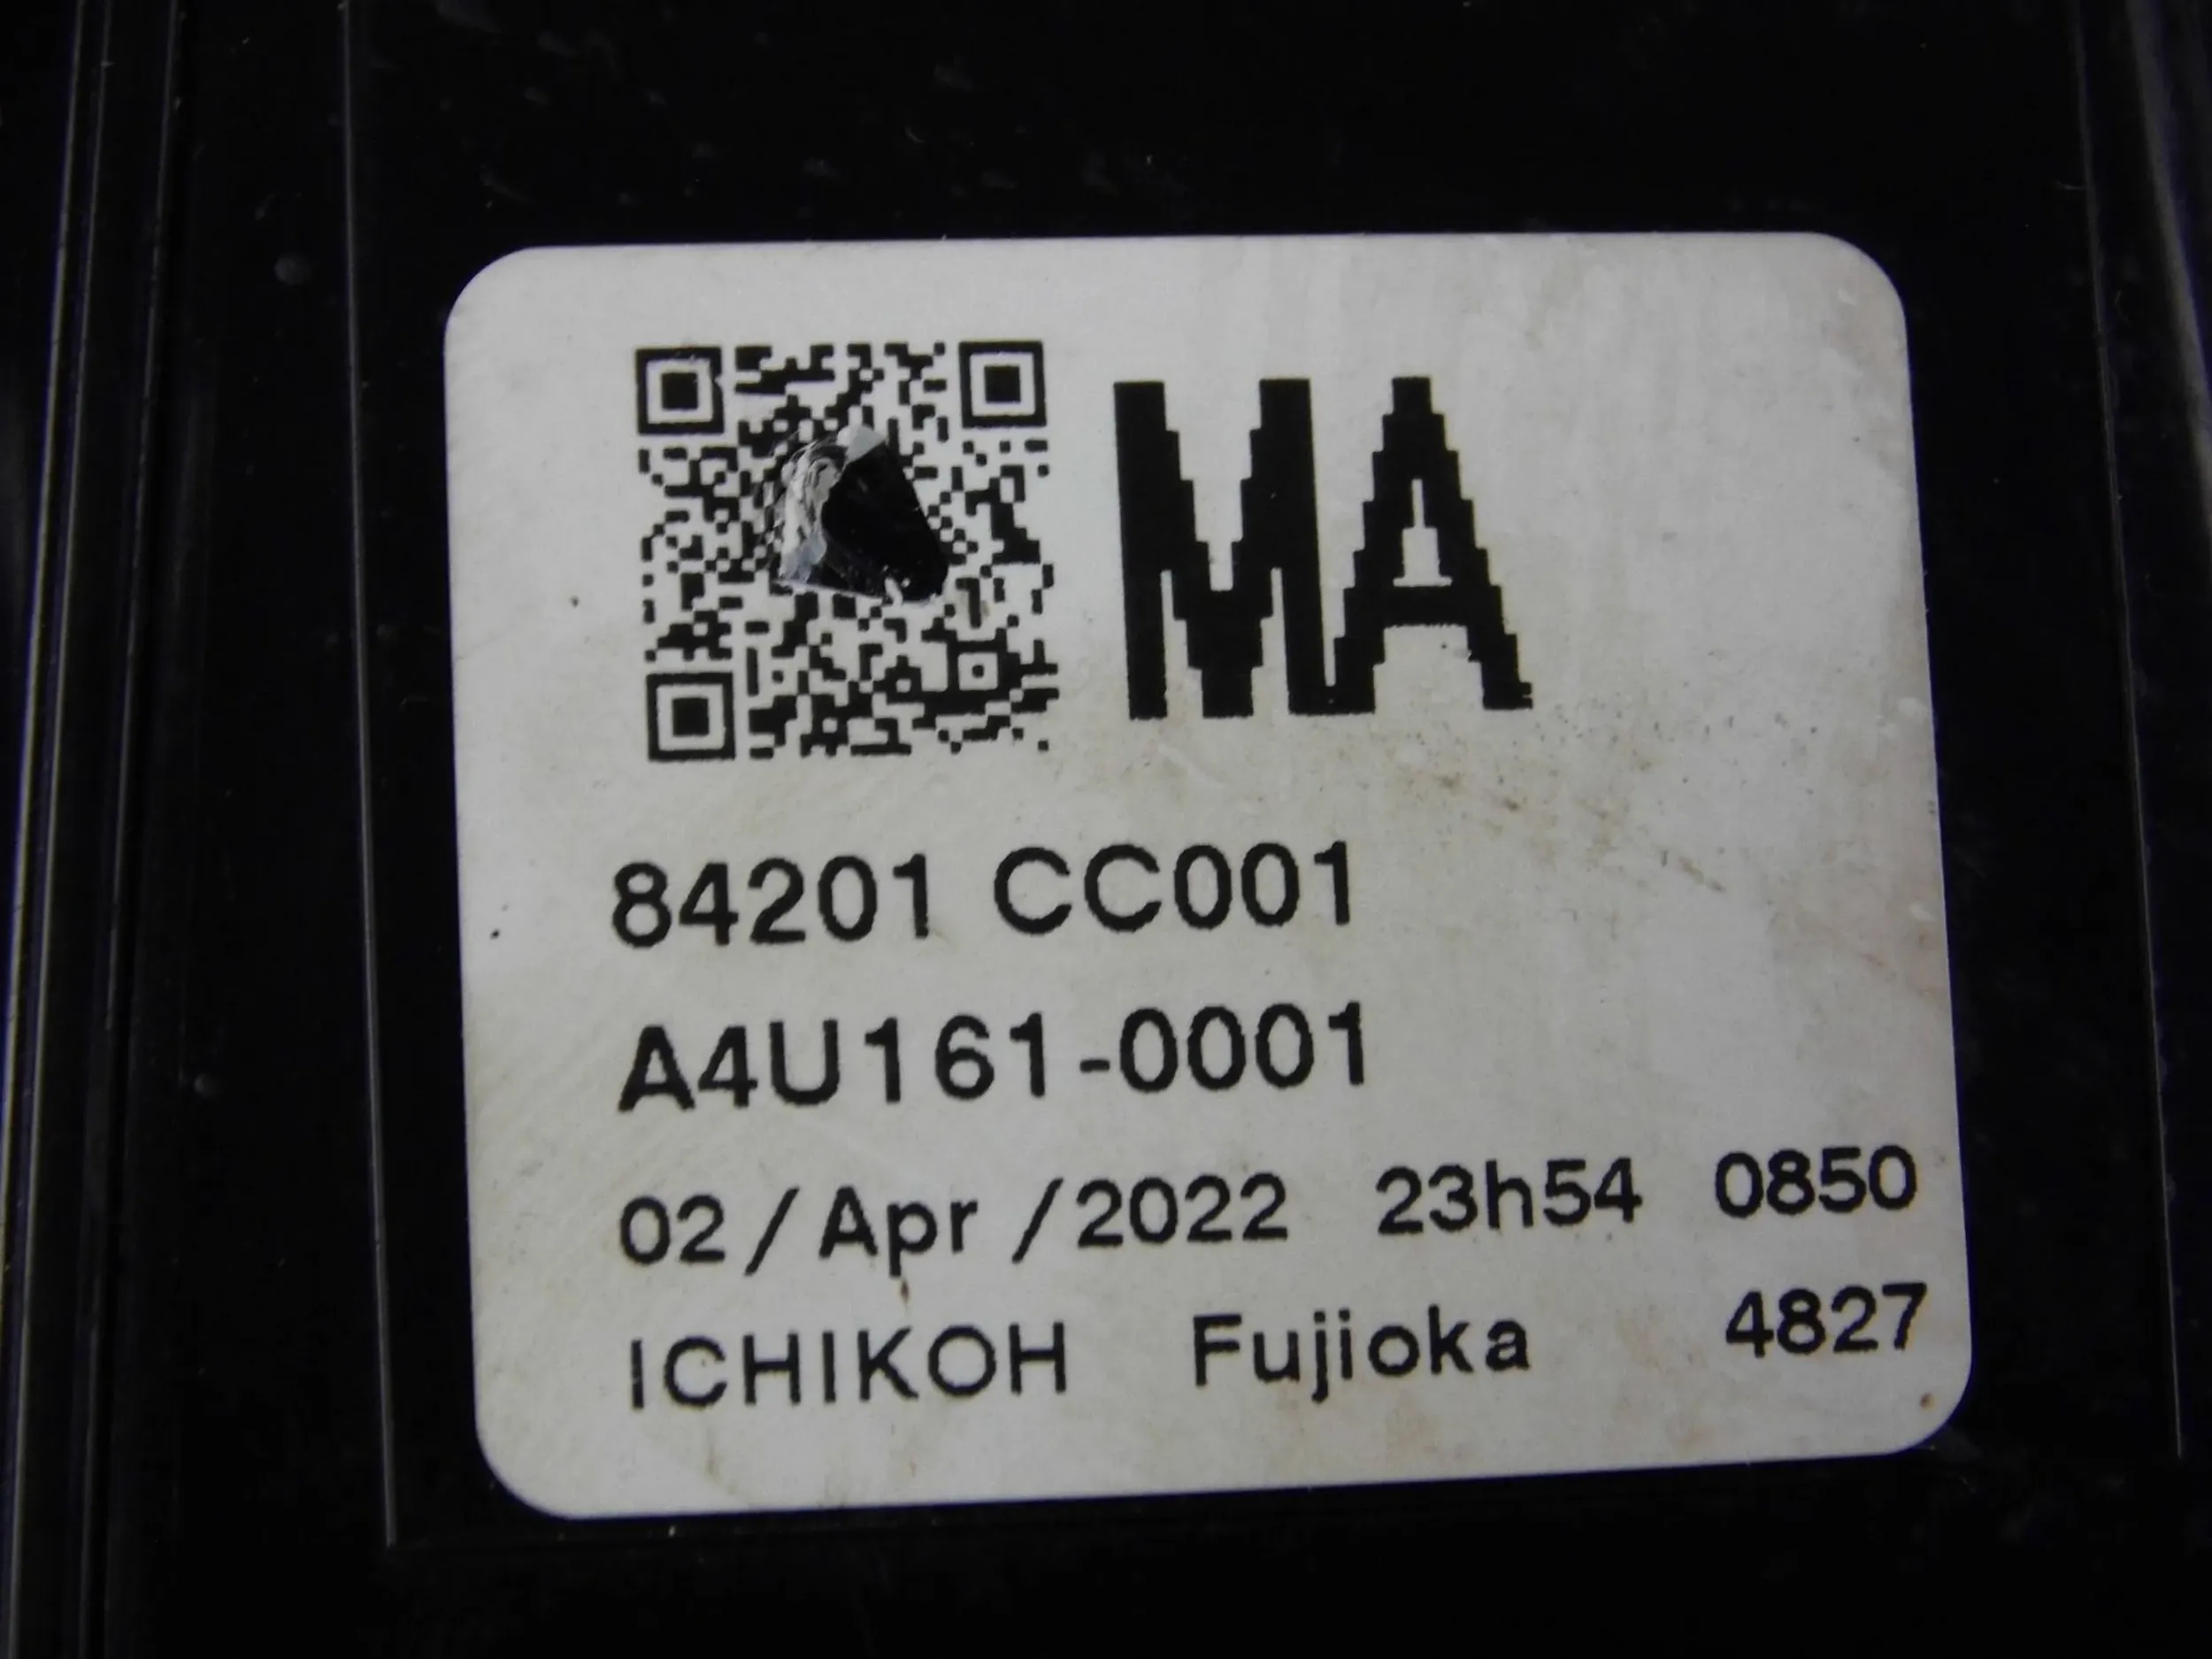 MA
84201 CC001
A4U161-0001
02/Apr/2022 23h54 0850
ICHIKOH Fujioka 4827